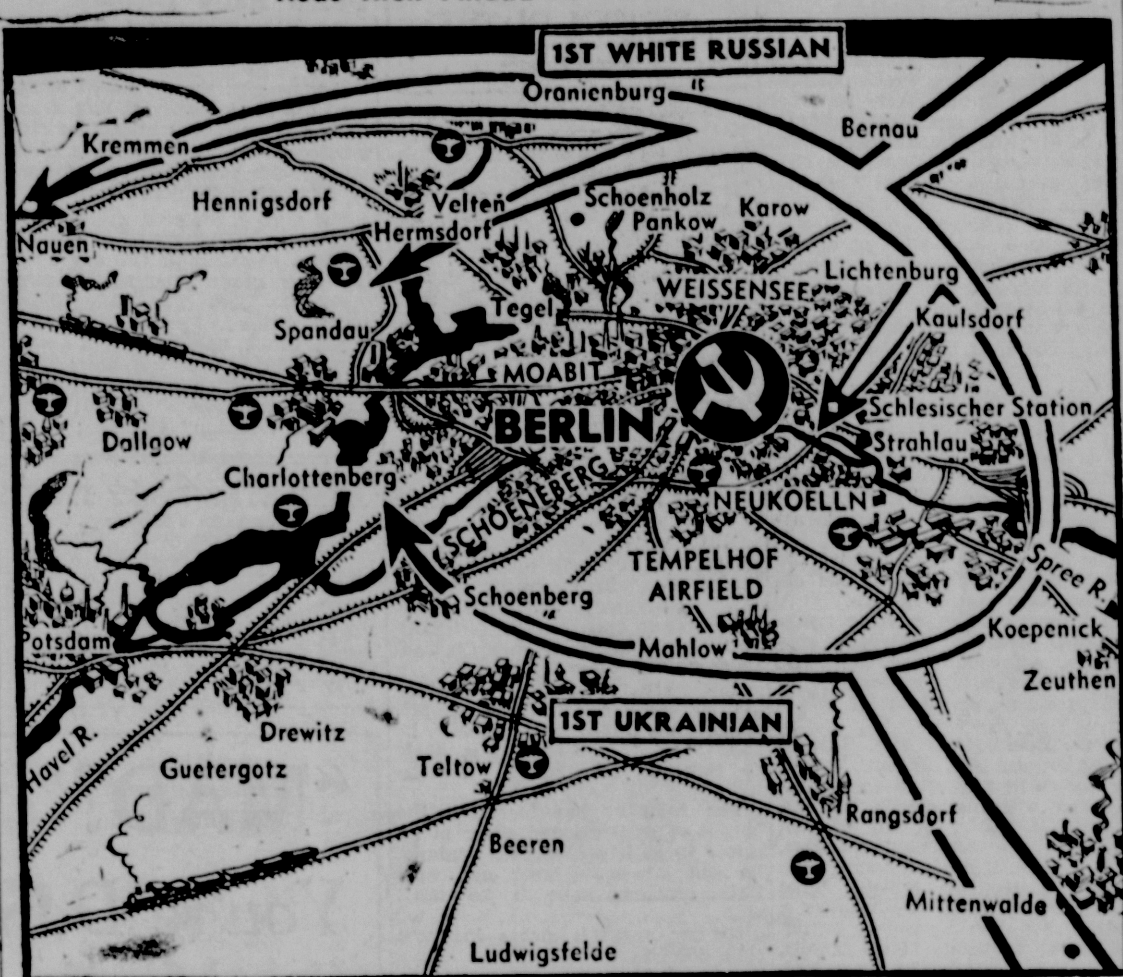 1ST WHITE RUSSIAN
Oranienburg
Bernau
Kremmen
Hennigsdorf
Velten
Schoenholz
Pankow
Karow
Nauen
Hermsdorf
Lichtenburg
WEISSENSEE
Tegel
Kaulsdorf
Spandau
MOABIT
Schlesischer Station
BERLIN
Dallgow
Strahlau
Charlottenberg
SCHOENEBERG
NEUKOELLN
TEMPELHOF
AIRFIELD
Spree R.
Schoenberg
Koepenick
Potsdam
Mahlow
Zeuthen
1ST UKRAINIAN
Drewitz
Havel R.
Guetergotz
Teltow
Rangsdorf
Beeren
Mittenwalde
Ludwigsfelde